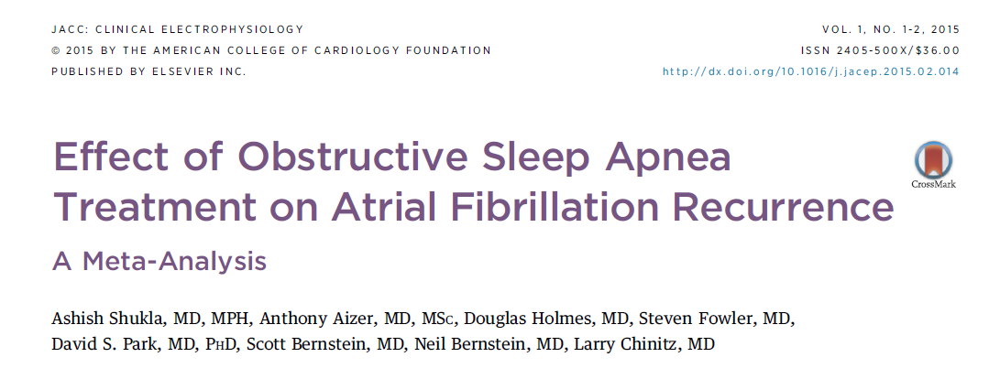 JACC: CLINICAL ELECTROPHYSIOLOGY
© 2015 BY THE AMERICAN COLLEGE OF CARDIOLOGY FOUNDATION
PUBLISHED BY ELSEVIER INC.
VOL. 1, NO. 1-2, 2015
ISSN 2405-500X/$36.00
http://dx.doi.org/10.1016/j.jacep.2015.02.014
Effect of Obstructive Sleep Apnea
Treatment on Atrial Fibrillation Recurrence
CrossMark
A Meta-Analysis
Ashish Shukla, MD, MPH, Anthony Aizer, MD, MSC, Douglas Holmes, MD, Steven Fowler, MD,
David S. Park, MD, PHD, Scott Bernstein, MD, Neil Bernstein, MD, Larry Chinitz, MD